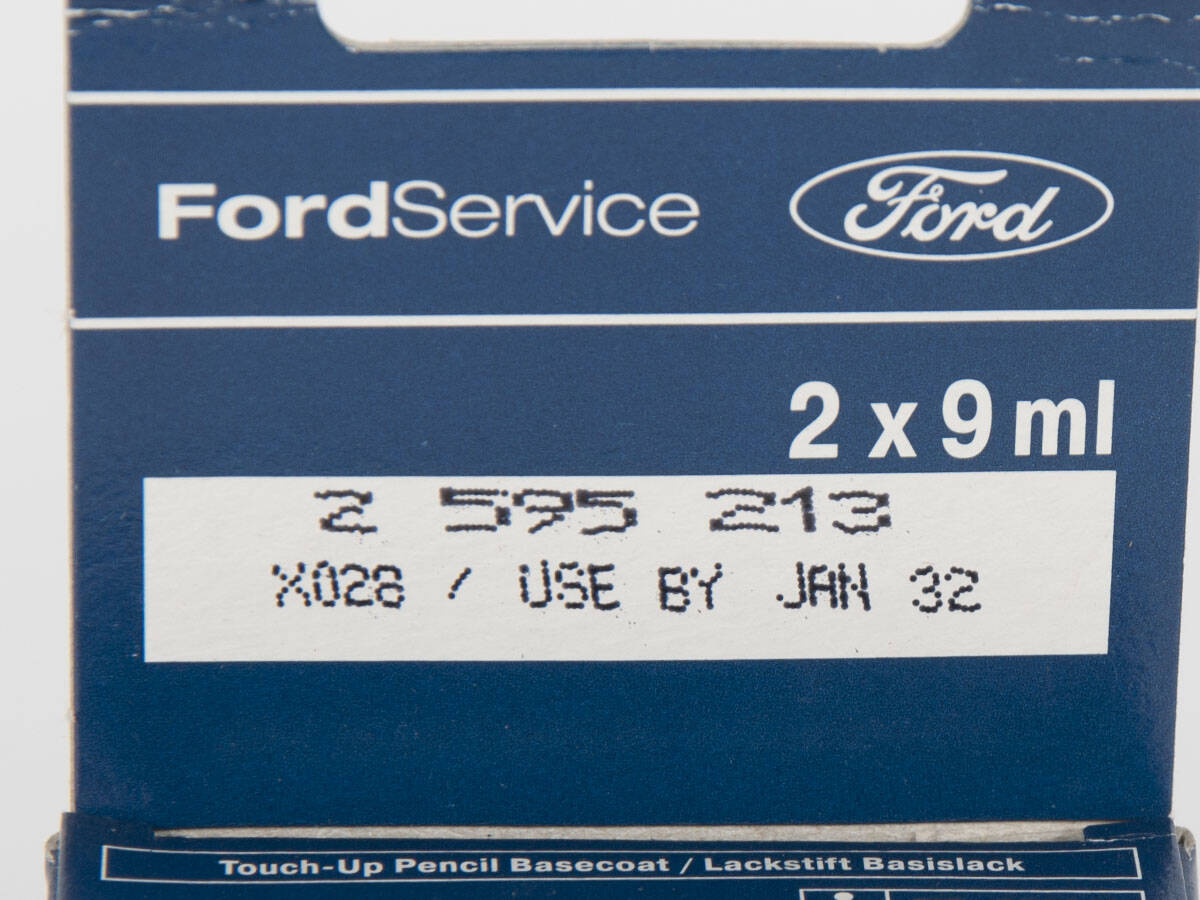 FordService Ford
2 x 9 ml
2 595 213
X028 / USE BY JAN 32
Touch-Up Pencil Basecoat / Lackstift Basislack